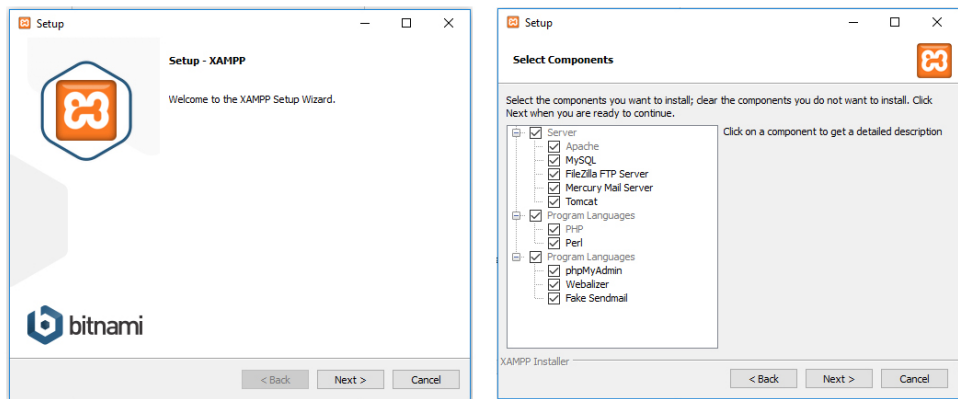 Setup
Setup - XAMPP
Welcome to the XAMPP Setup Wizard.
bitnami
< Back
Next >
Cancel
Setup
Select Components
Select the components you want to install; clear the components you do not want to install. Click
Next when you are ready to continue.
Server
Apache
MySQL
FileZilla FTP Server
Mercury Mail Server
Tomcat
Program Languages
PHP
Perl
Program Languages
phpMyAdmin
Webalizer
Fake Sendmail
Click on a component to get a detailed description
XAMPP Installer
< Back
Next >
Cancel